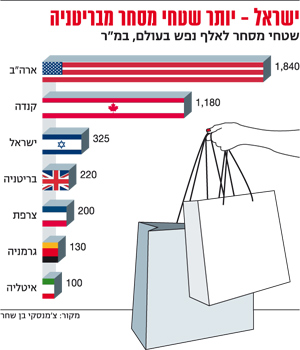 ישראל - יותר שטחי מסחר מבריטניה
שטחי מסחר לאלף נפש בעולם, במ"ר
ארה"ב 1,840
קנדה 1,180
ישראל 325
בריטניה 220
צרפת 200
גרמניה 130
איטליה 100
מקור: צ'מנסקי בן שחר